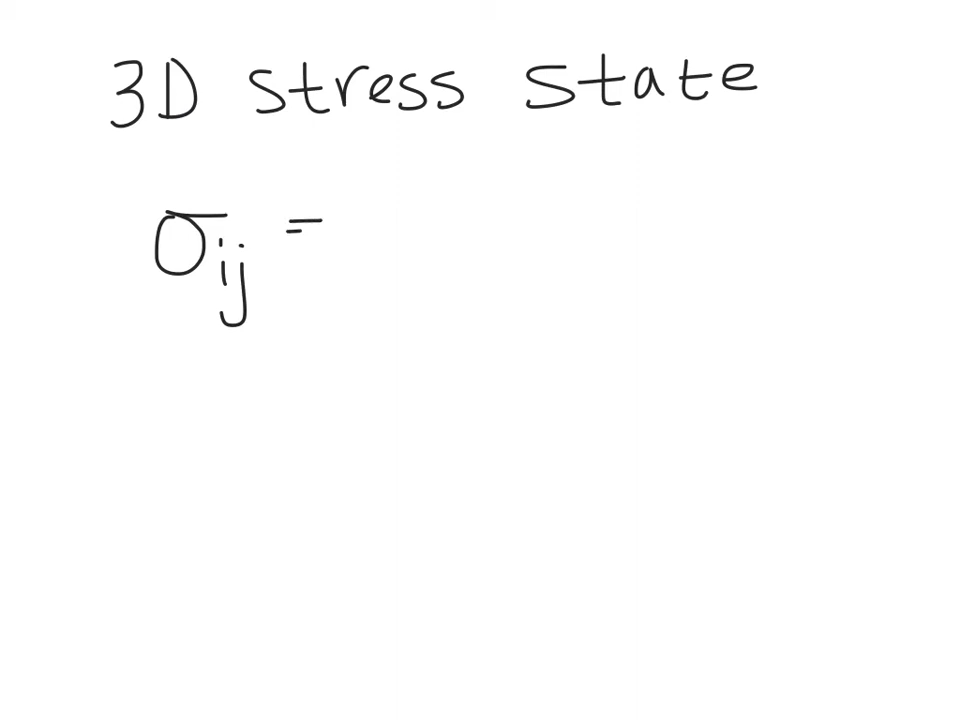 3D stress state
σij =